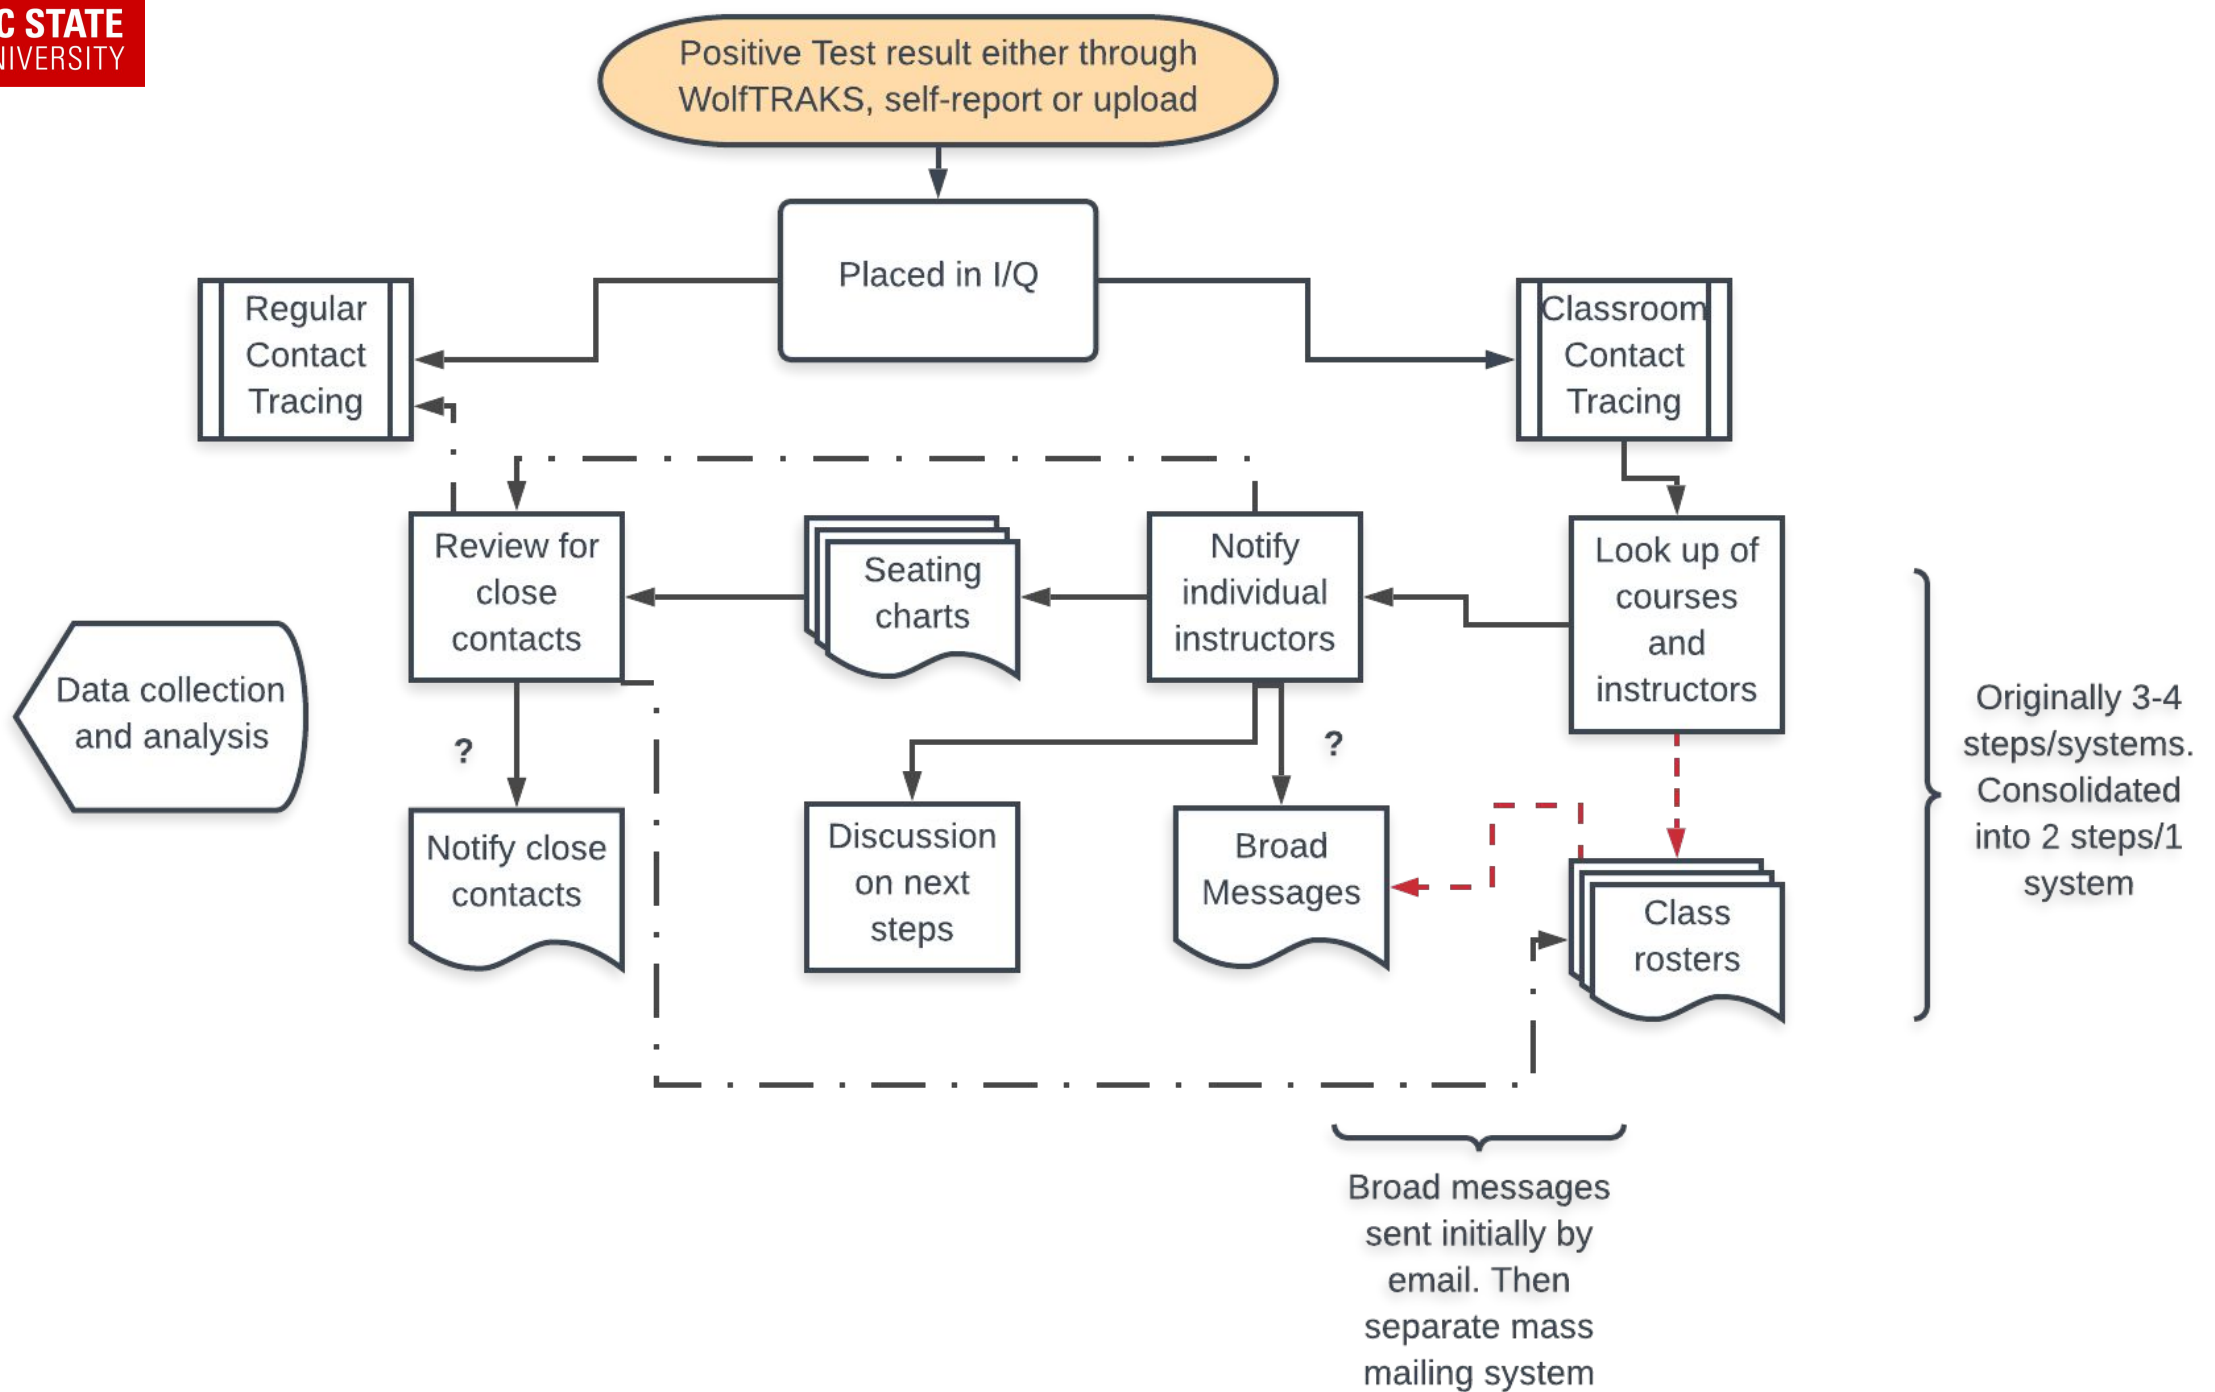 C STATE
NIVERSITY
Positive Test result either through
WolfTRAKS, self-report or upload
Placed in I/Q
Regular
Contact
Tracing
Classroom
Contact
Tracing
Review for
close
contacts
Seating
charts
Notify
individual
instructors
Look up of
courses
and
instructors
Data collection
and analysis
?
?
Notify close
contacts
Discussion
on next
steps
Broad
Messages
Class
rosters
Originally 3-4
steps/systems.
Consolidated
into 2 steps/1
system
Broad messages
sent initially by
email. Then
separate mass
mailing system